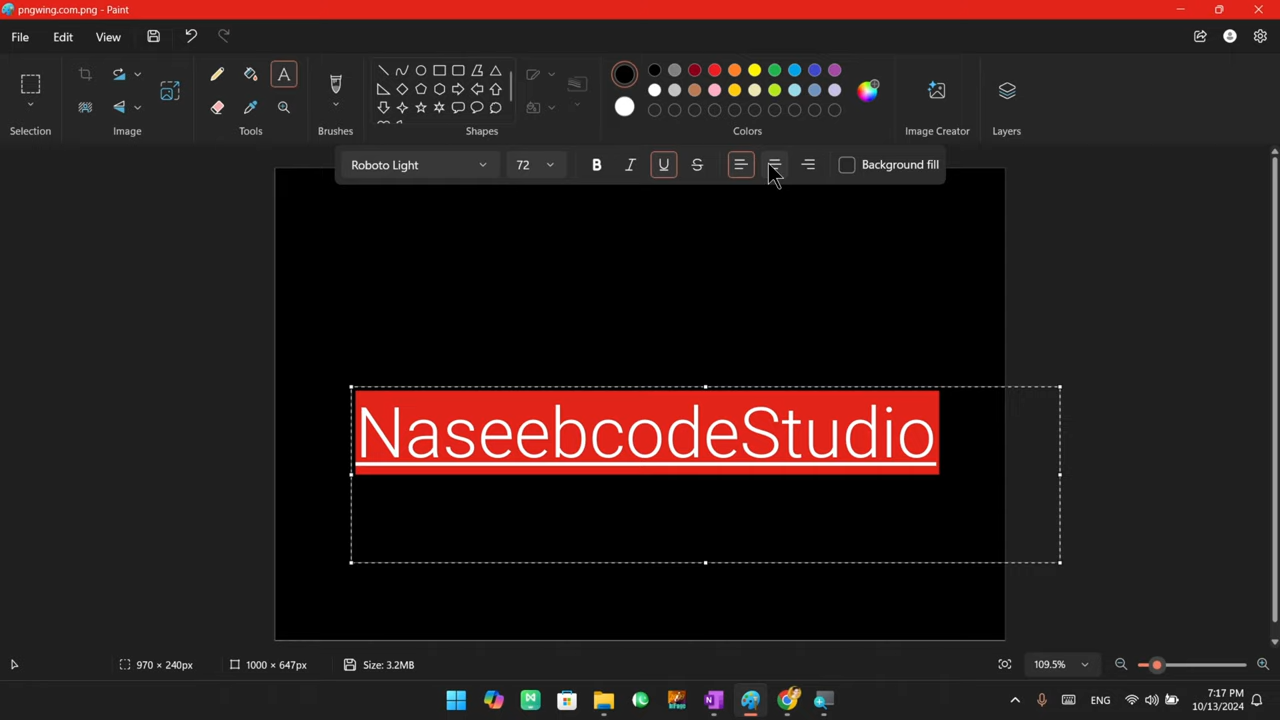 pngwing.com.png - Paint
File Edit View
Selection Image Tools Brushes Shapes Colors Image Creator Layers
Roboto Light 72 B I U S Background fill
NaseebcodeStudio
970 × 240px 1000 × 647px Size: 3.2MB 109.5%
ENG 7:17 PM
10/13/2024